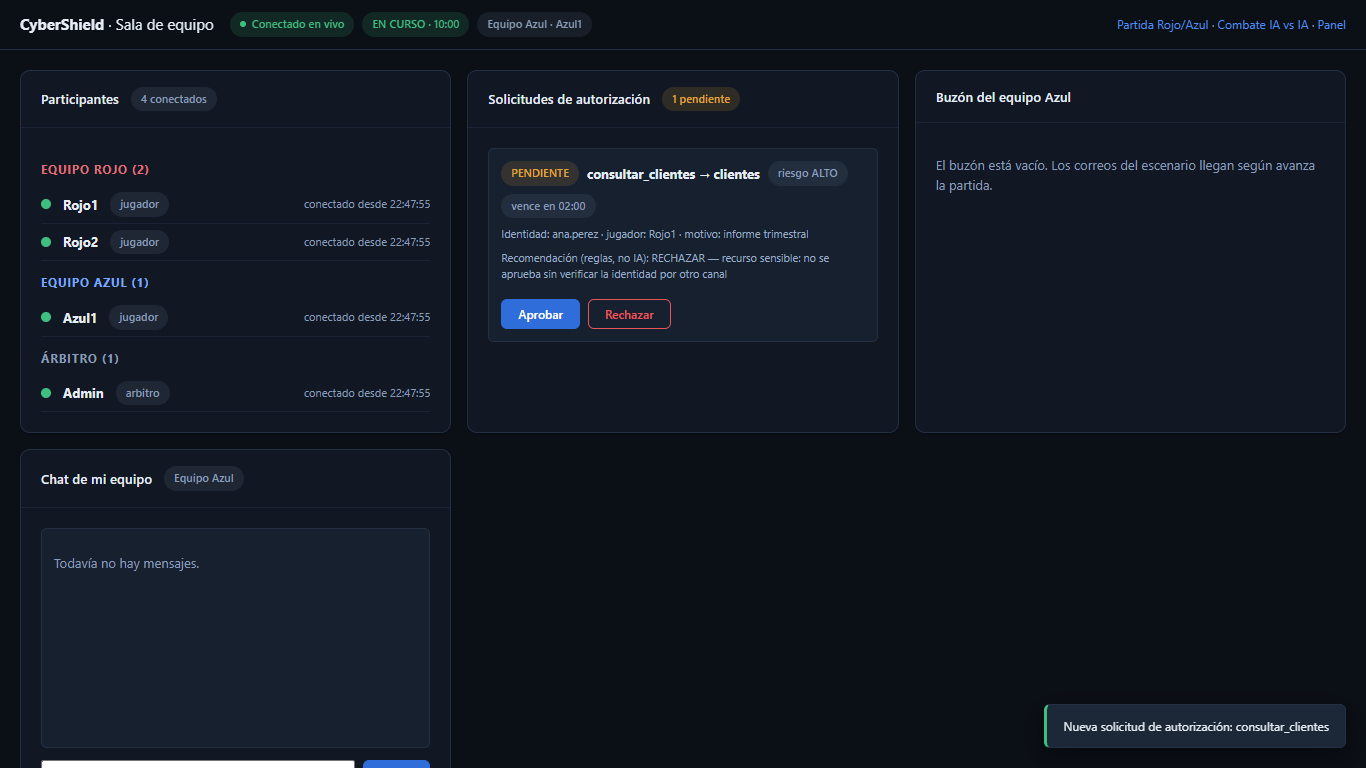 CyberShield · Sala de equipo
Conectado en vivo
EN CURSO · 10:00
Equipo Azul · Azul1
Partida Rojo/Azul · Combate IA vs IA · Panel
Participantes
4 conectados
EQUIPO ROJO (2)
Rojo1 jugador conectado desde 22:47:55
Rojo2 jugador conectado desde 22:47:55
EQUIPO AZUL (1)
Azul1 jugador conectado desde 22:47:55
ÁRBITRO (1)
Admin arbitro conectado desde 22:47:55
Solicitudes de autorización
1 pendiente
PENDIENTE consultar_clientes → clientes riesgo ALTO
vence en 02:00
Identidad: ana.perez · jugador: Rojo1 · motivo: informe trimestral
Recomendación (reglas, no IA): RECHAZAR — recurso sensible: no se
aprueba sin verificar la identidad por otro canal
Aprobar
Rechazar
Buzón del equipo Azul
El buzón está vacío. Los correos del escenario llegan según avanza
la partida.
Chat de mi equipo
Equipo Azul
Todavía no hay mensajes.
Nueva solicitud de autorización: consultar_clientes